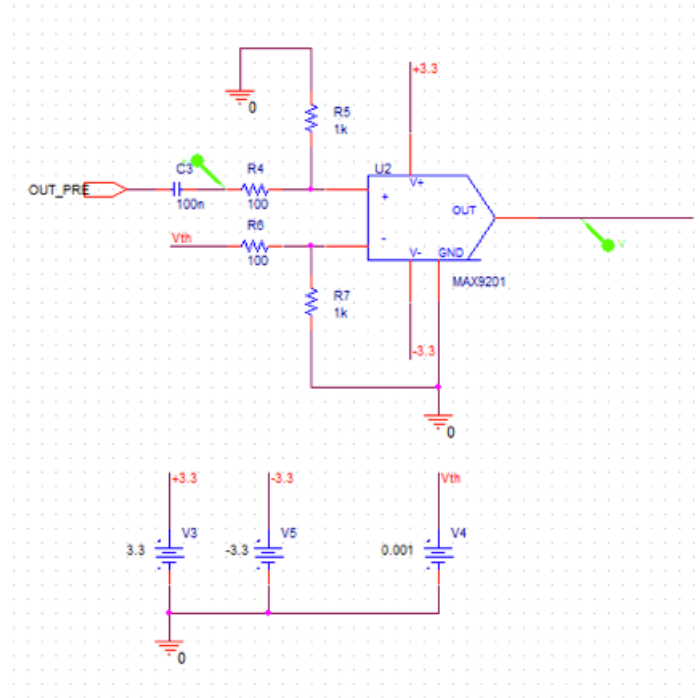 +3.3
0
R5
1k
C3
R4
U2
V+
OUT_PRE
+
OUT
100n
100
R6
Vth
-
100
V-
GND
R7
1k
MAX9201
-3.3
0
+3.3
-3.3
Vth
V3
V5
V4
3.3
-3.3
0.001
0
V